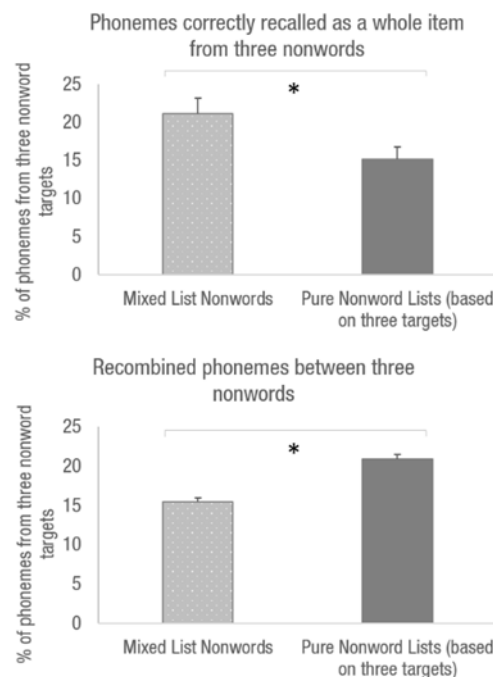 Phonemes correctly recalled as a whole item
from three nonwords
% of phonemes from three nonword
targets
25
20
15
10
5
0
*
Mixed List Nonwords
Pure Nonword Lists (based
on three targets)
Recombined phonemes between three
nonwords
% of phonemes from three nonword
targets
25
20
15
10
5
0
*
Mixed List Nonwords
Pure Nonword Lists (based
on three targets)